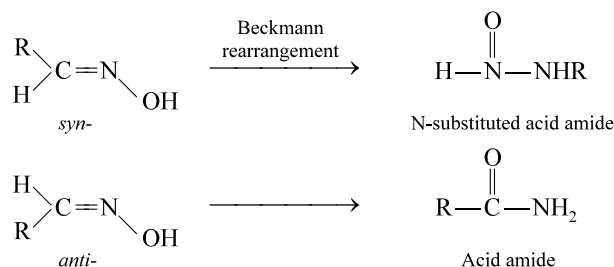 Beckmann
rearrangement
R
H
C=N
OH
syn-
O
H—N—NHR
N-substituted acid amide
H
R
C=N
OH
anti-
O
R—C—NH₂
Acid amide